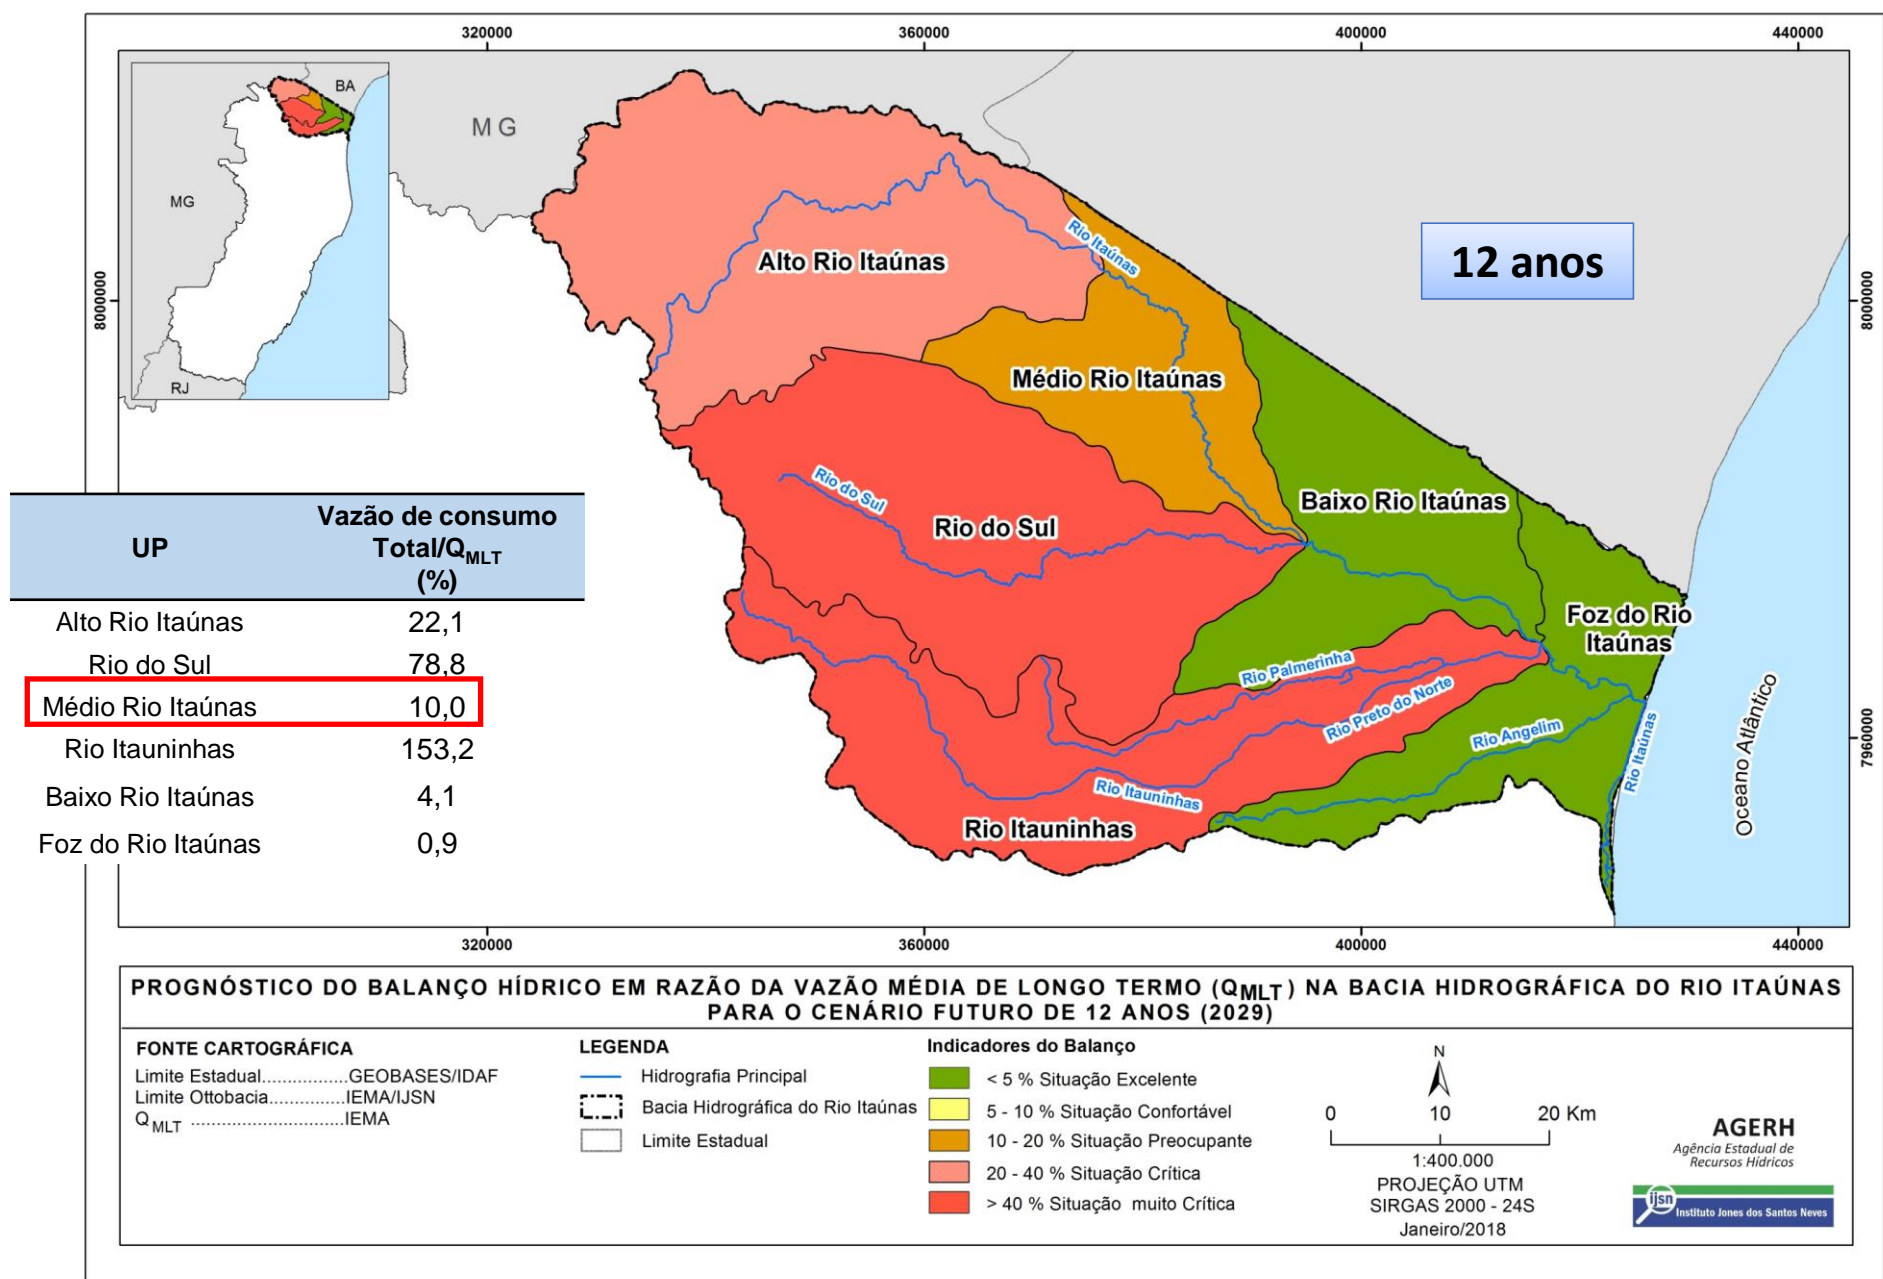 320000
360000
400000
440000
BA
MG
MG
RJ
8000000
8000000
7960000
12 anos
Alto Rio Itaúnas
Rio Itaúnas
Médio Rio Itaúnas
Baixo Rio Itaúnas
Rio do Sul
Rio do Sul
Foz do Rio
Itaúnas
Rio Palmerinha
Rio Preto do Norte
Rio Angelim
Rio Itaúnas
Rio Itauninhas
Rio Itauninhas
Oceano Atlântico
UP
Vazão de consumo
Total/QMLT
(%)
Alto Rio Itaúnas 22,1
Rio do Sul 78,8
Médio Rio Itaúnas 10,0
Rio Itauninhas 153,2
Baixo Rio Itaúnas 4,1
Foz do Rio Itaúnas 0,9
320000
360000
400000
440000
PROGNÓSTICO DO BALANÇO HÍDRICO EM RAZÃO DA VAZÃO MÉDIA DE LONGO TERMO (QMLT) NA BACIA HIDROGRÁFICA DO RIO ITAÚNAS
PARA O CENÁRIO FUTURO DE 12 ANOS (2029)
FONTE CARTOGRÁFICA
Limite Estadual.................GEOBASES/IDAF
Limite Ottobacia...............IEMA/IJSN
QMLT ..............................IEMA
LEGENDA
Hidrografia Principal
Bacia Hidrográfica do Rio Itaúnas
Limite Estadual
Indicadores do Balanço
< 5 % Situação Excelente
5 - 10 % Situação Confortável
10 - 20 % Situação Preocupante
20 - 40 % Situação Crítica
> 40 % Situação muito Crítica
N
0 10 20 Km
1:400.000
PROJEÇÃO UTM
SIRGAS 2000 - 24S
Janeiro/2018
AGERH
Agência Estadual de
Recursos Hídricos
ijsn
Instituto Jones dos Santos Neves